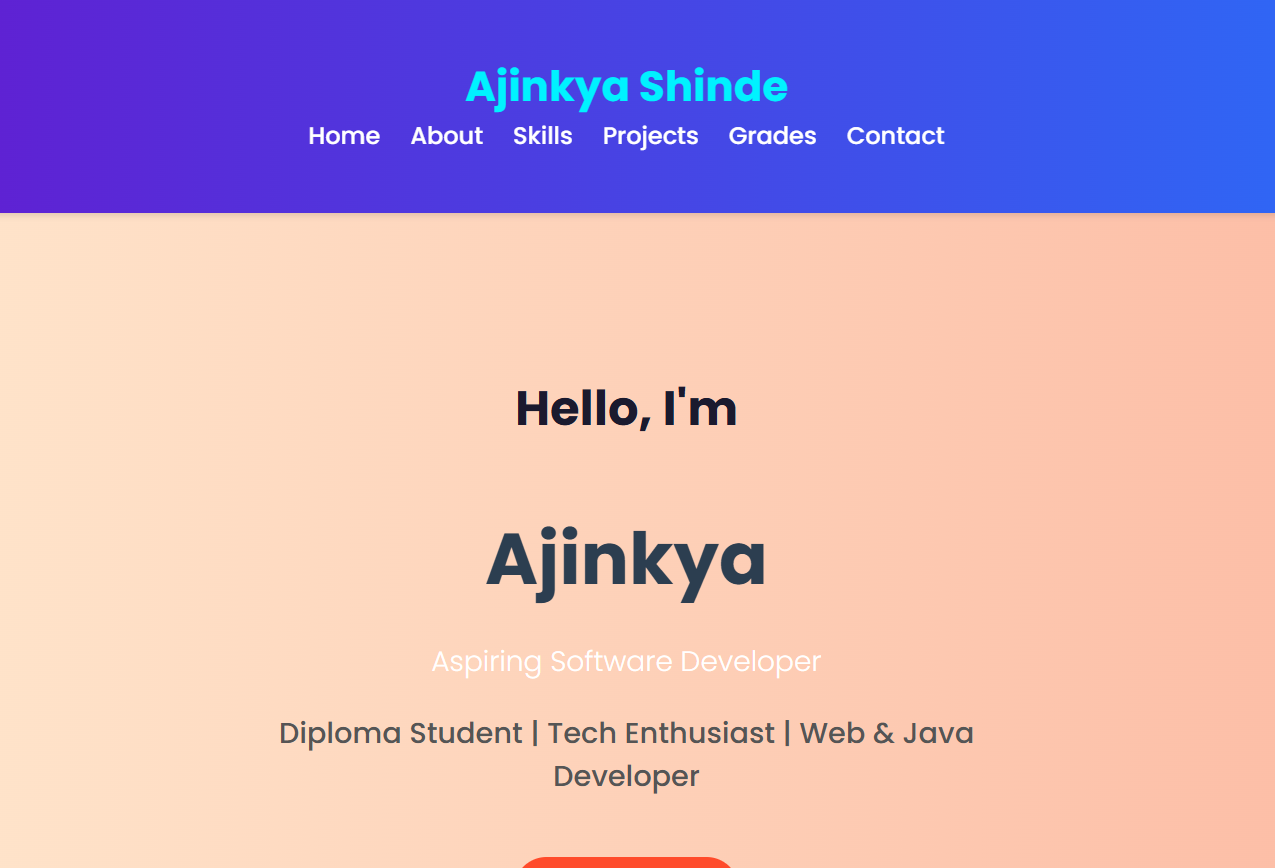 Ajinkya Shinde
Home About Skills Projects Grades Contact
Hello, I'm
Ajinkya
Aspiring Software Developer
Diploma Student | Tech Enthusiast | Web & Java
Developer